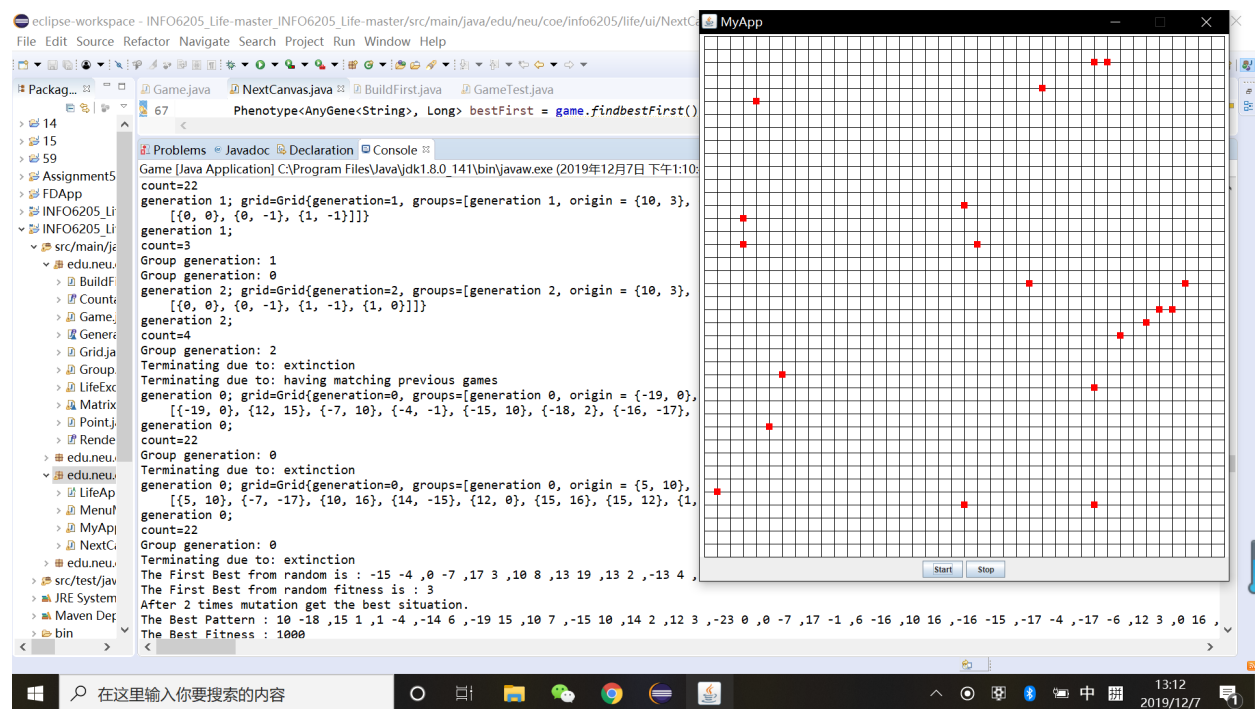 eclipse-workspace - INFO6205_Life-master_INFO6205_Life-master/src/main/java/edu/neu/coe/info6205/life/ui/NextCa
MyApp
File Edit Source Refactor Navigate Search Project Run Window Help
Packag...
Game.java NextCanvas.java BuildFirst.java GameTest.java
67 Phenotype<AnyGene<String>, Long> bestFirst = game.findbestFirst()
14
15
59
Assignment5
FDApp
INFO6205_Li
INFO6205_Li
src/main/ja
edu.neu.
BuildF
Counta
Game.j
Genera
Grid.ja
Group.
LifeExc
Matrix
Point.j
Rende
edu.neu.
edu.neu.
LifeAp
MenuM
MyApp
NextCa
edu.neu.
src/test/jav
JRE System
Maven Dep
bin
Problems Javadoc Declaration Console
Game [Java Application] C:\Program Files\Java\jdk1.8.0_141\bin\javaw.exe (2019年12月7日 下午1:10:
count=22
generation 1; grid=Grid{generation=1, groups=[generation 1, origin = {10, 3},
[{0, 0}, {0, -1}, {1, -1}]]}
generation 1;
count=3
Group generation: 1
Group generation: 0
generation 2; grid=Grid{generation=2, groups=[generation 2, origin = {10, 3},
[{0, 0}, {0, -1}, {1, -1}, {1, 0}]]}
generation 2;
count=4
Group generation: 2
Terminating due to: extinction
Terminating due to: having matching previous games
generation 0; grid=Grid{generation=0, groups=[generation 0, origin = {-19, 0},
[{-19, 0}, {12, 15}, {-7, 10}, {-4, -1}, {-15, 10}, {-18, 2}, {-16, -17},
generation 0;
count=22
Group generation: 0
Terminating due to: extinction
generation 0; grid=Grid{generation=0, groups=[generation 0, origin = {5, 10},
[{5, 10}, {-7, -17}, {10, 16}, {14, -15}, {12, 0}, {15, 16}, {15, 12}, {1,
generation 0;
count=22
Group generation: 0
Terminating due to: extinction
The First Best from random is : -15 -4 ,0 -7 ,17 3 ,10 8 ,13 19 ,13 2 ,-13 4 ,
The First Best from random fitness is : 3
After 2 times mutation get the best situation.
The Best Pattern : 10 -18 ,15 1 ,1 -4 ,-14 6 ,-19 15 ,10 7 ,-15 10 ,14 2 ,12 3 ,-23 0 ,0 -7 ,17 -1 ,6 -16 ,10 16 ,-16 -15 ,-17 -4 ,-17 -6 ,12 3 ,0 16 ,
The Best Fitness : 1000
Start Stop
在这里输入你要搜索的内容
中 拼
13:12
2019/12/7
1